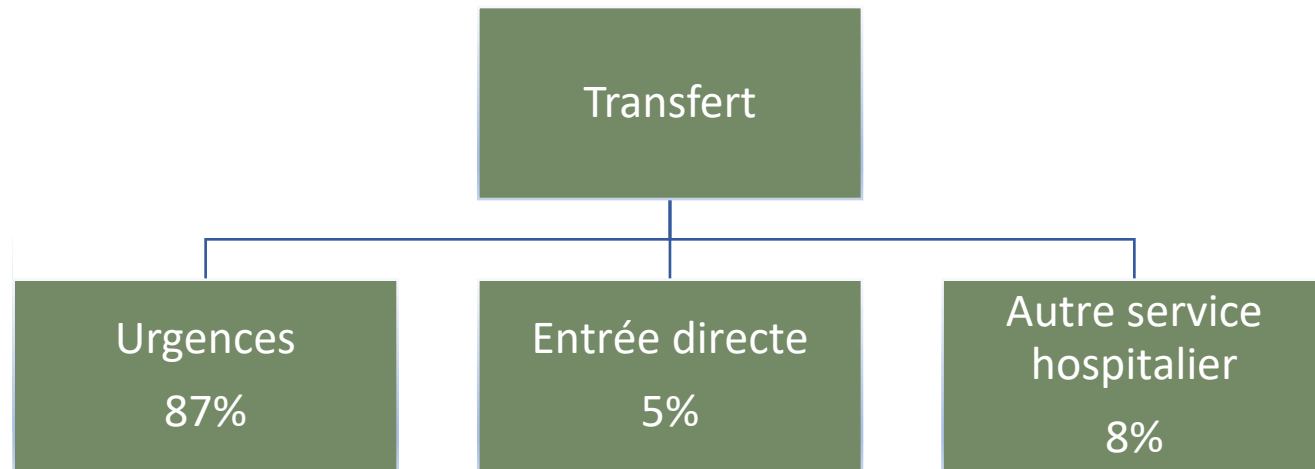 Transfert
Urgences
87%
Entrée directe
5%
Autre service
hospitalier
8%